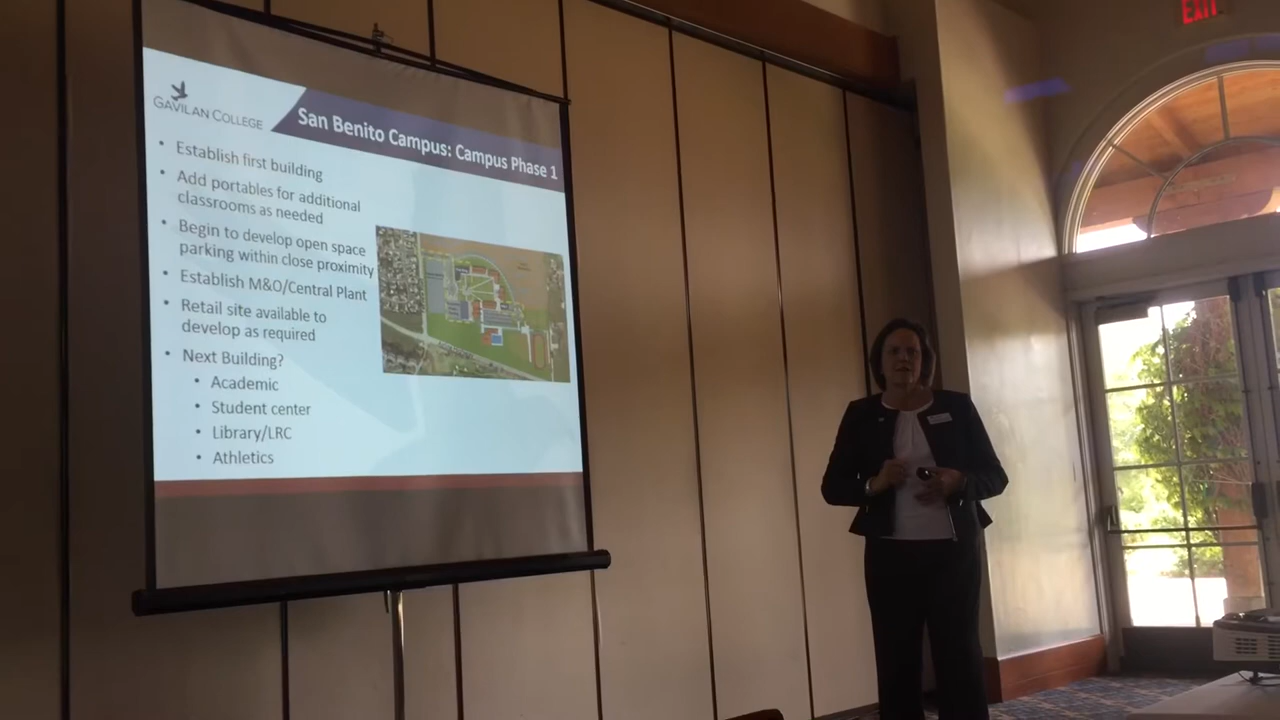 EXIT
GAVILAN COLLEGE
San Benito Campus: Campus Phase 1
• Establish first building
• Add portables for additional
classrooms as needed
• Begin to develop open space
parking within close proximity
• Establish M&O/Central Plant
• Retail site available to
develop as required
• Next Building?
• Academic
• Student center
• Library/LRC
• Athletics